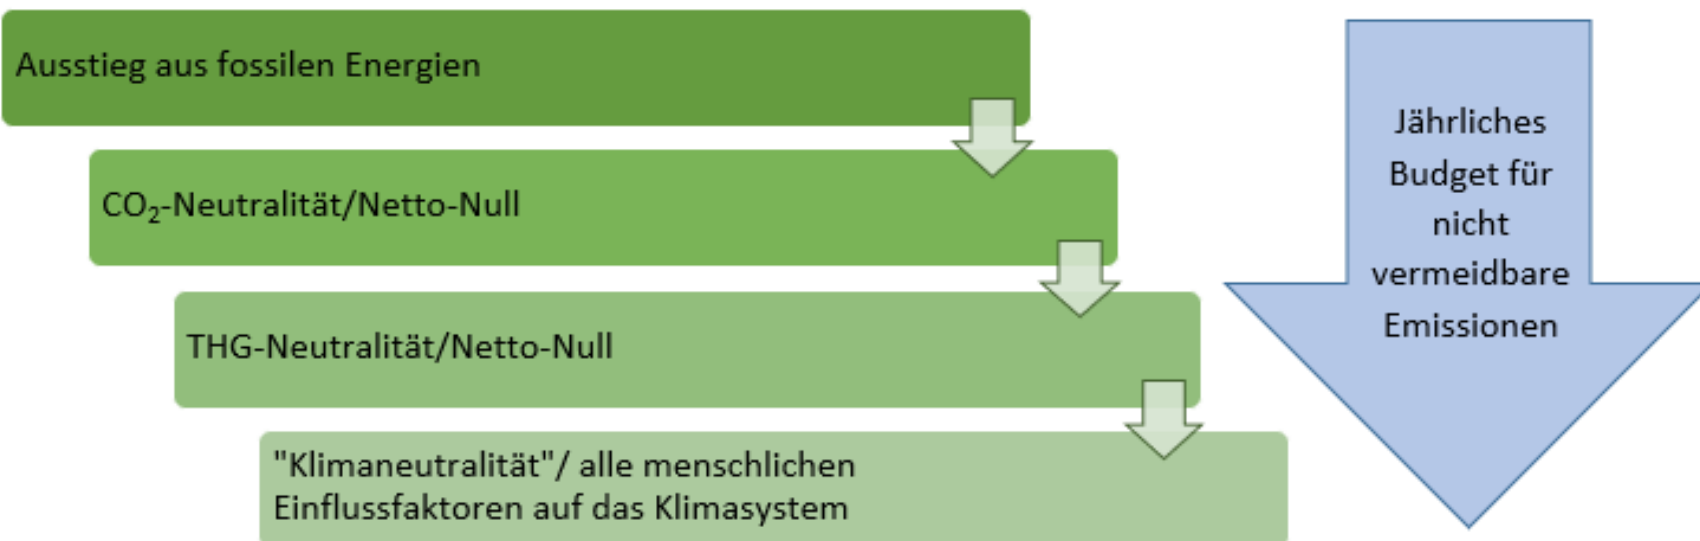 Ausstieg aus fossilen Energien
CO₂-Neutralität/Netto-Null
THG-Neutralität/Netto-Null
"Klimaneutralität"/ alle menschlichen
Einflussfaktoren auf das Klimasystem
Jährliches
Budget für
nicht
vermeidbare
Emissionen